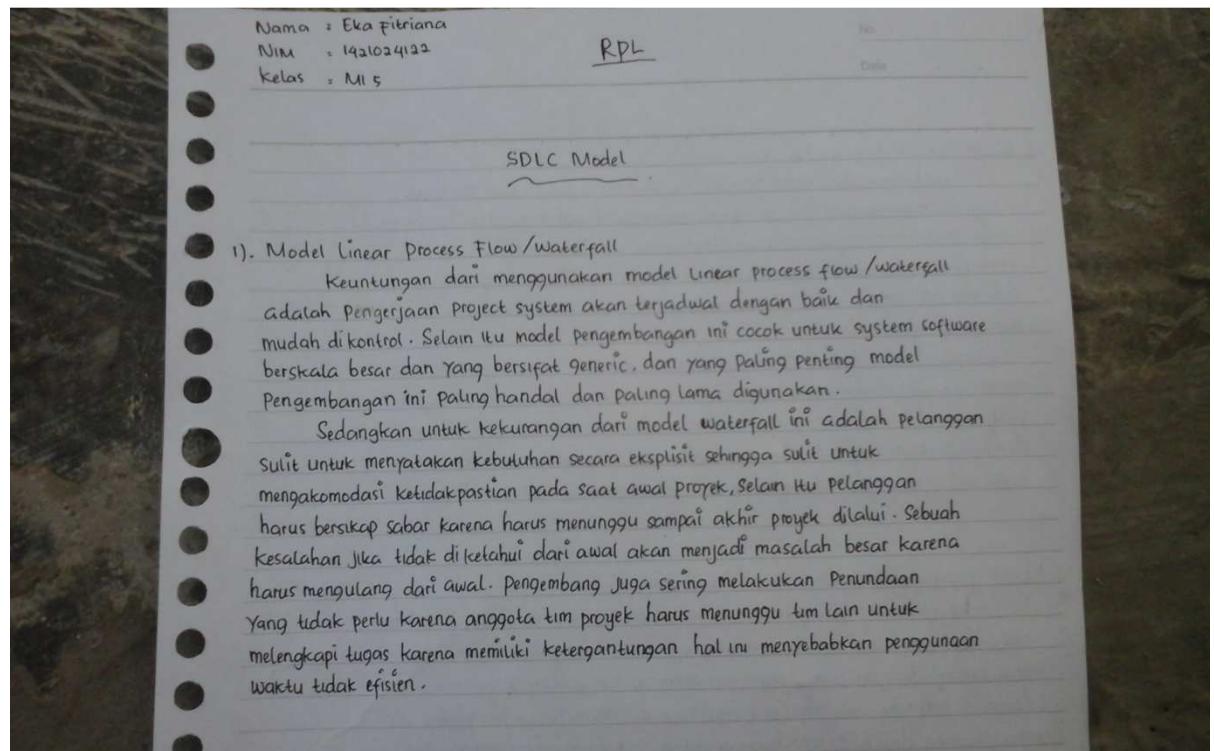 Nama : Eka Fitriana
NIM : 1421024122
Kelas : MI 5
RPL
No.
Date
SDLC Model
1). Model Linear Process Flow/Waterfall
Keuntungan dari menggunakan model Linear process flow/waterfall
adalah Pengerjaan project system akan terjadwal dengan baik dan
mudah dikontrol. Selain itu model pengembangan ini cocok untuk system software
berskala besar dan yang bersifat generic, dan yang paling penting model
Pengembangan ini paling handal dan paling lama digunakan.
Sedangkan untuk kekurangan dari model waterfall ini adalah pelanggan
sulit untuk menyatakan kebutuhan secara eksplisit sehingga sulit untuk
mengakomodasi ketidakpastian pada saat awal proyek, selain itu pelanggan
harus bersikap sabar karena harus menunggu sampai akhir proyek dilalui. Sebuah
kesalahan jika tidak diketahui dari awal akan menjadi masalah besar karena
harus mengulang dari awal. Pengembang juga sering melakukan Penundaan
Yang tidak perlu karena anggota tim proyek harus menunggu tim lain untuk
melengkapi tugas karena memiliki ketergantungan hal ini menyebabkan penggunaan
waktu tidak efisien.